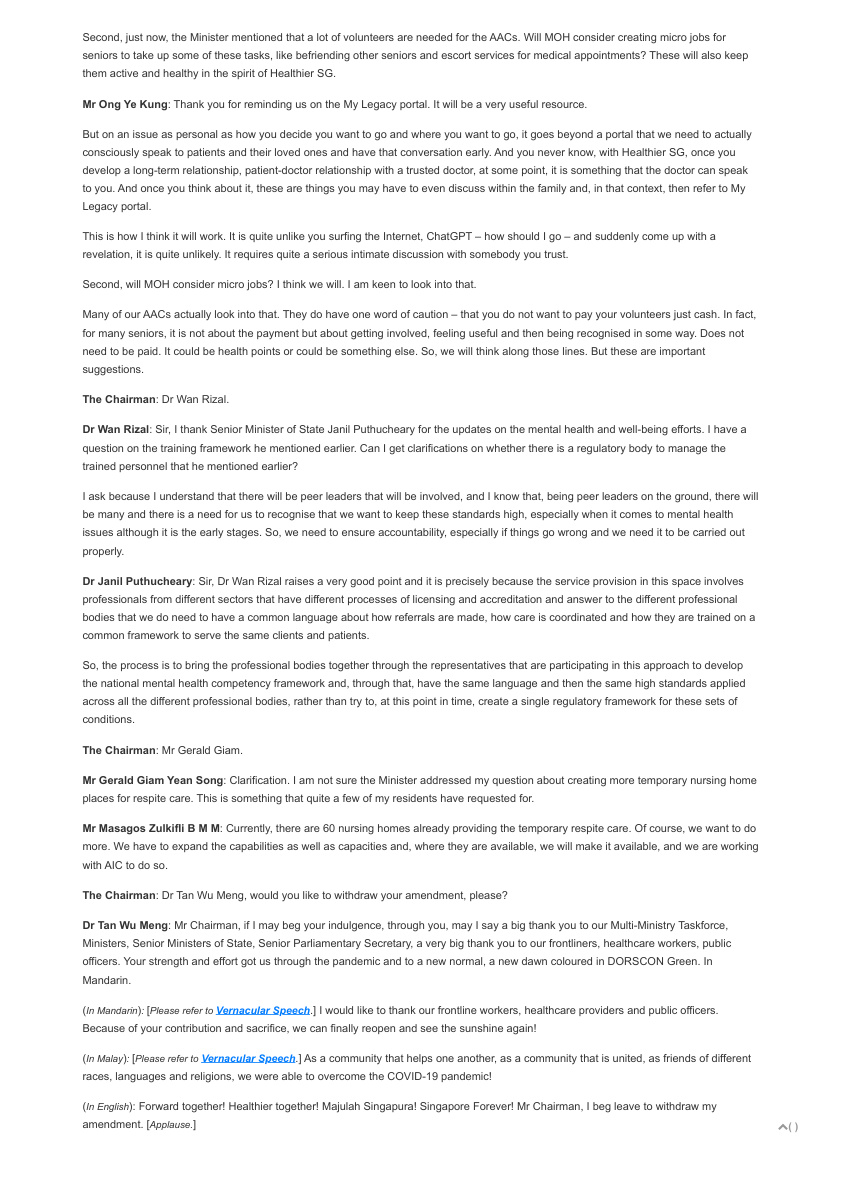 Second, just now, the Minister mentioned that a lot of volunteers are needed for the AACs. Will MOH consider creating micro jobs for
seniors to take up some of these tasks, like befriending other seniors and escort services for medical appointments? These will also keep
them active and healthy in the spirit of Healthier SG.
Mr Ong Ye Kung: Thank you for reminding us on the My Legacy portal. It will be a very useful resource.
But on an issue as personal as how you decide you want to go and where you want to go, it goes beyond a portal that we need to actually
consciously speak to patients and their loved ones and have that conversation early. And you never know, with Healthier SG, once you
develop a long-term relationship, patient-doctor relationship with a trusted doctor, at some point, it is something that the doctor can speak
to you. And once you think about it, these are things you may have to even discuss within the family and, in that context, then refer to My
Legacy portal.
This is how I think it will work. It is quite unlike you surfing the Internet, ChatGPT – how should I go – and suddenly come up with a
revelation, it is quite unlikely. It requires quite a serious intimate discussion with somebody you trust.
Second, will MOH consider micro jobs? I think we will. I am keen to look into that.
Many of our AACs actually look into that. They do have one word of caution – that you do not want to pay your volunteers just cash. In fact,
for many seniors, it is not about the payment but about getting involved, feeling useful and then being recognised in some way. Does not
need to be paid. It could be health points or could be something else. So, we will think along those lines. But these are important
suggestions.
The Chairman: Dr Wan Rizal.
Dr Wan Rizal: Sir, I thank Senior Minister of State Janil Puthucheary for the updates on the mental health and well-being efforts. I have a
question on the training framework he mentioned earlier. Can I get clarifications on whether there is a regulatory body to manage the
trained personnel that he mentioned earlier?
I ask because I understand that there will be peer leaders that will be involved, and I know that, being peer leaders on the ground, there will
be many and there is a need for us to recognise that we want to keep these standards high, especially when it comes to mental health
issues although it is the early stages. So, we need to ensure accountability, especially if things go wrong and we need it to be carried out
properly.
Dr Janil Puthucheary: Sir, Dr Wan Rizal raises a very good point and it is precisely because the service provision in this space involves
professionals from different sectors that have different processes of licensing and accreditation and answer to the different professional
bodies that we do need to have a common language about how referrals are made, how care is coordinated and how they are trained on a
common framework to serve the same clients and patients.
So, the process is to bring the professional bodies together through the representatives that are participating in this approach to develop
the national mental health competency framework and, through that, have the same language and then the same high standards applied
across all the different professional bodies, rather than try to, at this point in time, create a single regulatory framework for these sets of
conditions.
The Chairman: Mr Gerald Giam.
Mr Gerald Giam Yean Song: Clarification. I am not sure the Minister addressed my question about creating more temporary nursing home
places for respite care. This is something that quite a few of my residents have requested for.
Mr Masagos Zulkifli B M M: Currently, there are 60 nursing homes already providing the temporary respite care. Of course, we want to do
more. We have to expand the capabilities as well as capacities and, where they are available, we will make it available, and we are working
with AIC to do so.
The Chairman: Dr Tan Wu Meng, would you like to withdraw your amendment, please?
Dr Tan Wu Meng: Mr Chairman, if I may beg your indulgence, through you, may I say a big thank you to our Multi-Ministry Taskforce,
Ministers, Senior Ministers of State, Senior Parliamentary Secretary, a very big thank you to our frontliners, healthcare workers, public
officers. Your strength and effort got us through the pandemic and to a new normal, a new dawn coloured in DORSCON Green. In
Mandarin.
(In Mandarin): [Please refer to Vernacular Speech.] I would like to thank our frontline workers, healthcare providers and public officers.
Because of your contribution and sacrifice, we can finally reopen and see the sunshine again!
(In Malay): [Please refer to Vernacular Speech.] As a community that helps one another, as a community that is united, as friends of different
races, languages and religions, we were able to overcome the COVID-19 pandemic!
(In English): Forward together! Healthier together! Majulah Singapura! Singapore Forever! Mr Chairman, I beg leave to withdraw my
amendment. [Applause.]
( )